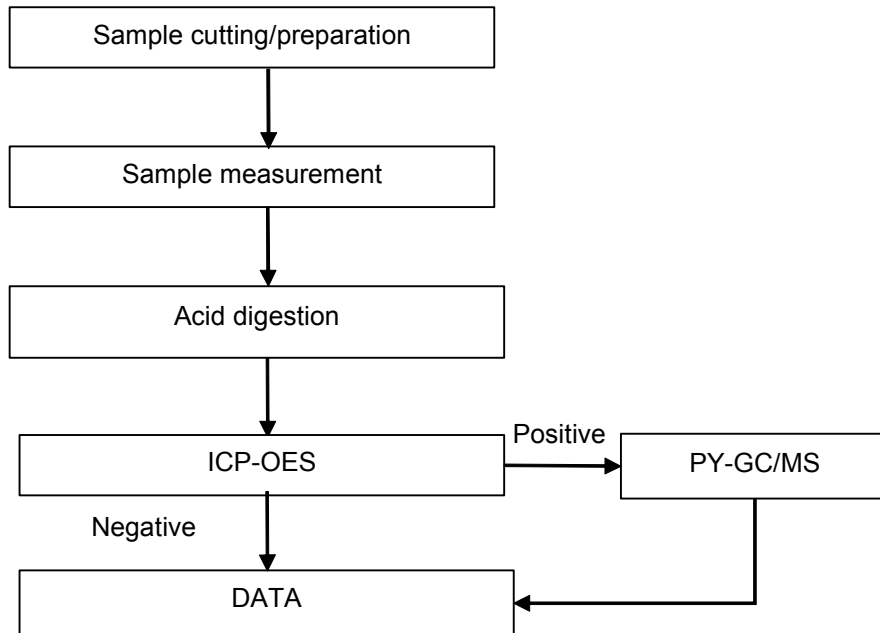 Sample cutting/preparation
Sample measurement
Acid digestion
ICP-OES
Positive
PY-GC/MS
Negative
DATA